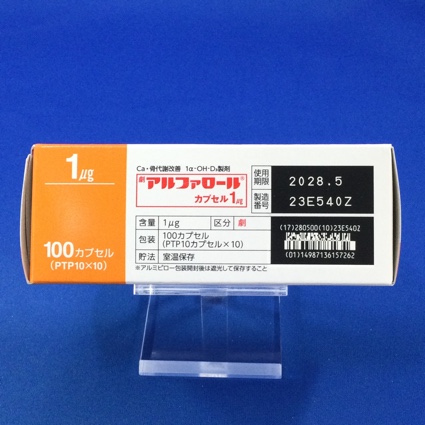 1μg
100カプセル
(PTP10×10)
Ca・骨代謝改善 1α-OH-D₃製剤
劇 アルファロール®
カプセル1μg
含量 1μg 区分 劇
包装 100カプセル
(PTP10カプセル×10)
貯法 室温保存
※アルミピロー包装開封後は遮光して保存すること
使用
期限 2028.5
製造
番号 23E540Z
(17)280500(10)23E540Z
(01)14987136157262